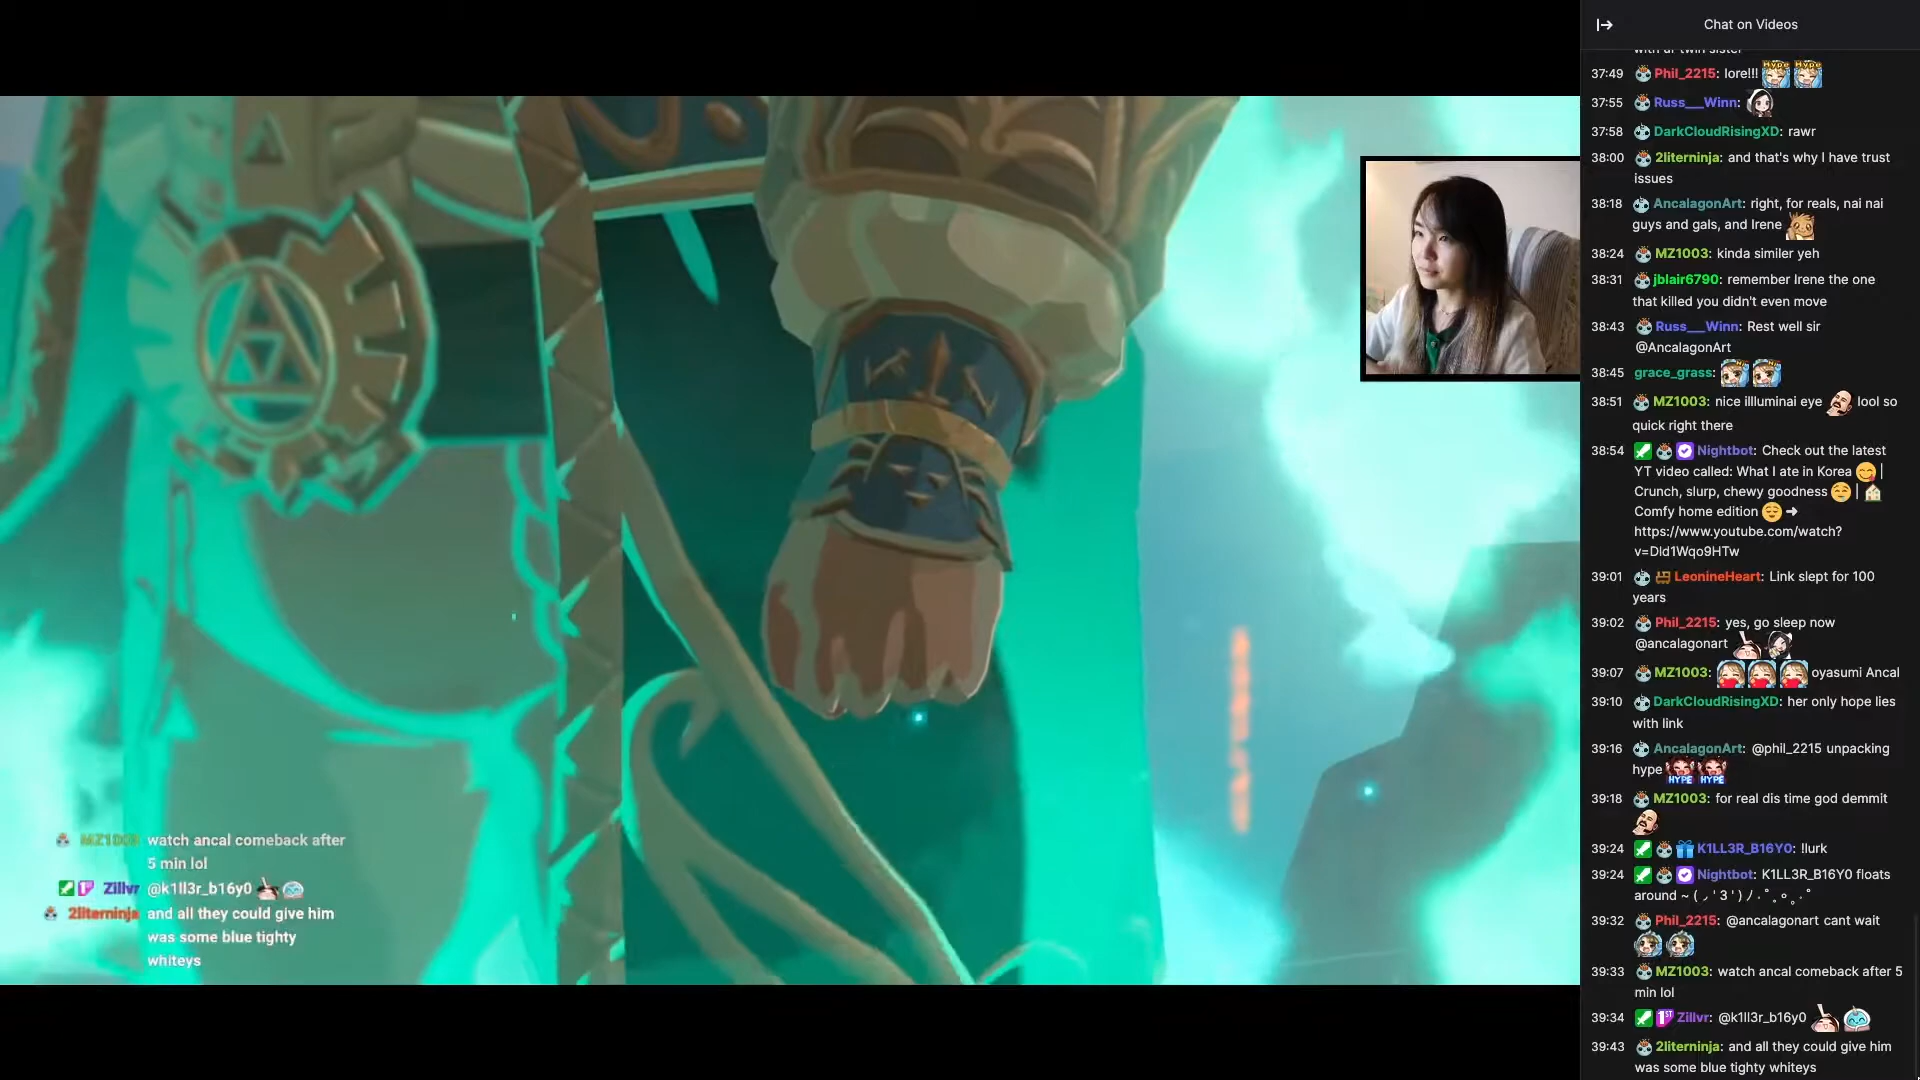 Chat on Videos
with ur twin sister
37:49 Phil_2215: lore!!!
37:55 Russ___Winn:
37:58 DarkCloudRisingXD: rawr
38:00 2literninja: and that's why I have trust
issues
38:18 AncalagonArt: right, for reals, nai nai
guys and gals, and Irene
38:24 MZ1003: kinda similer yeh
38:31 jblair6790: remember Irene the one
that killed you didn't even move
38:43 Russ___Winn: Rest well sir
@AncalagonArt
38:45 grace_grass:
38:51 MZ1003: nice illluminai eye lool so
quick right there
38:54 Nightbot: Check out the latest
YT video called: What I ate in Korea 😋 |
Crunch, slurp, chewy goodness ☺️ | 🏠
Comfy home edition 😌 ➜
https://www.youtube.com/watch?
v=Dld1Wqo9HTw
39:01 LeonineHeart: Link slept for 100
years
39:02 Phil_2215: yes, go sleep now
@ancalagonart
39:07 MZ1003: oyasumi Ancal
39:10 DarkCloudRisingXD: her only hope lies
with link
39:16 AncalagonArt: @phil_2215 unpacking
hype HYPE HYPE
39:18 MZ1003: for real dis time god demmit
39:24 K1LL3R_B16Y0: !lurk
39:24 Nightbot: K1LL3R_B16Y0 floats
around ~
39:32 Phil_2215: @ancalagonart cant wait
39:33 MZ1003: watch ancal comeback after 5
min lol
39:34 Zillvr: @k1ll3r_b16y0
39:43 2literninja: and all they could give him
was some blue tighty whiteys
MZ1003 watch ancal comeback after
5 min lol
Zillvr @k1ll3r_b16y0
2literninja and all they could give him
was some blue tighty
whiteys